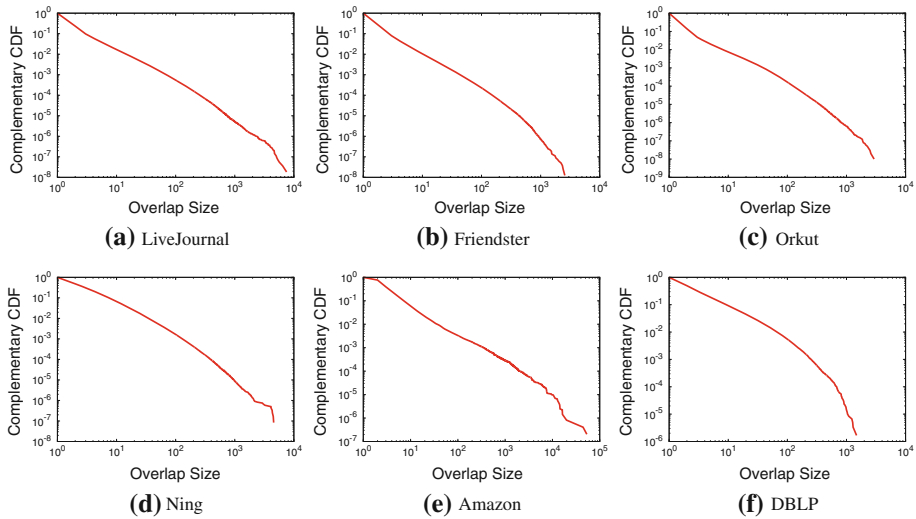 Complementary CDF
10^0
10^-1
10^-2
10^-3
10^-4
10^-5
10^-6
10^-7
10^-8
10^0 10^1 10^2 10^3 10^4
Overlap Size
(a) LiveJournal
Complementary CDF
10^0
10^-1
10^-2
10^-3
10^-4
10^-5
10^-6
10^-7
10^-8
10^0 10^1 10^2 10^3 10^4
Overlap Size
(b) Friendster
Complementary CDF
10^0
10^-1
10^-2
10^-3
10^-4
10^-5
10^-6
10^-7
10^-8
10^-9
10^0 10^1 10^2 10^3 10^4
Overlap Size
(c) Orkut
Complementary CDF
10^0
10^-1
10^-2
10^-3
10^-4
10^-5
10^-6
10^-7
10^-8
10^0 10^1 10^2 10^3 10^4
Overlap Size
(d) Ning
Complementary CDF
10^0
10^-1
10^-2
10^-3
10^-4
10^-5
10^-6
10^-7
10^0 10^1 10^2 10^3 10^4 10^5
Overlap Size
(e) Amazon
Complementary CDF
10^0
10^-1
10^-2
10^-3
10^-4
10^-5
10^-6
10^0 10^1 10^2 10^3 10^4
Overlap Size
(f) DBLP